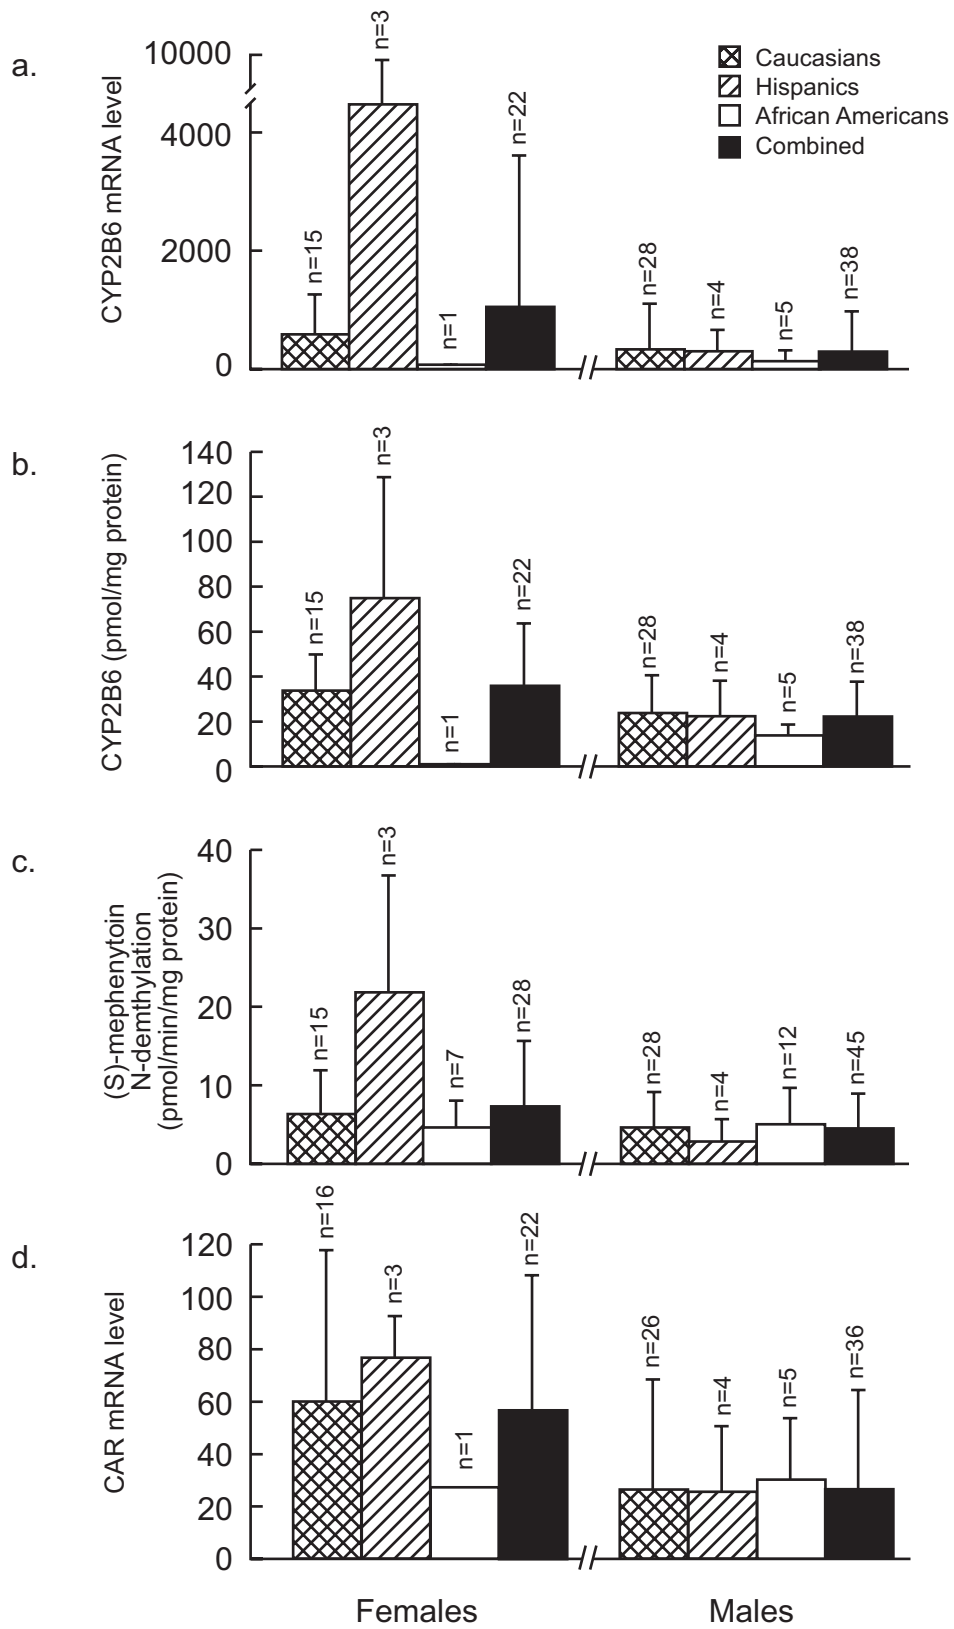 a.
CYP2B6 mRNA level
10000
4000
2000
0
n=15
n=3
n=1
n=22
n=28
n=4
n=5
n=38
Caucasians
Hispanics
African Americans
Combined
b.
CYP2B6 (pmol/mg protein)
140
120
100
80
60
40
20
0
n=15
n=3
n=1
n=22
n=28
n=4
n=5
n=38
c.
(S)-mephenytoin
N-demthylation
(pmol/min/mg protein)
40
30
20
10
0
n=15
n=3
n=7
n=28
n=28
n=4
n=12
n=45
d.
CAR mRNA level
120
100
80
60
40
20
0
n=16
n=3
n=1
n=22
n=26
n=4
n=5
n=36
Females
Males